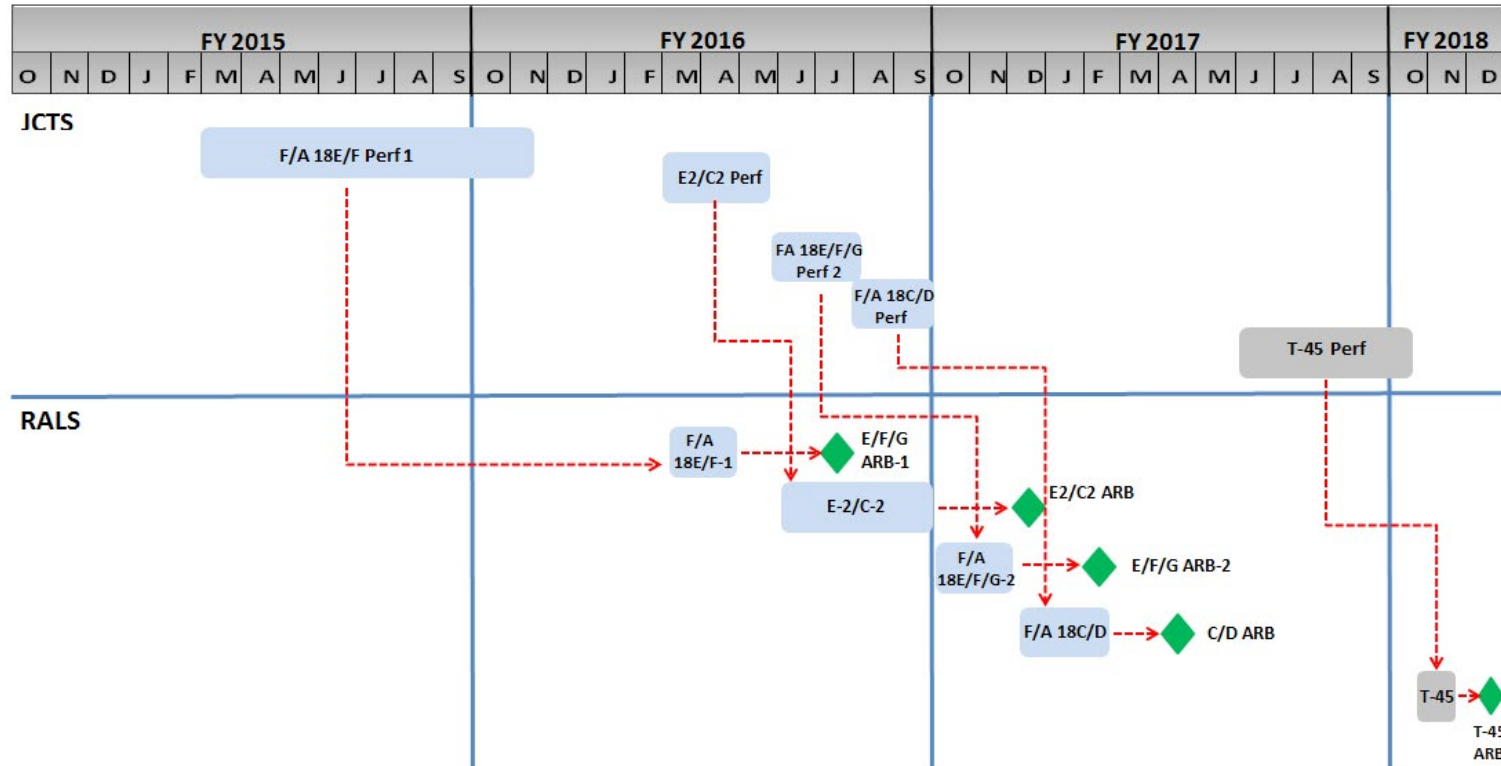 FY 2015 FY 2016 FY 2017 FY 2018
O N D J F M A M J J A S O N D J F M A M J J A S O N D J F M A M J J A S O N D
JCTS
F/A 18E/F Perf 1
E2/C2 Perf
FA 18E/F/G
Perf 2
F/A 18C/D
Perf
T-45 Perf
RALS
F/A
18E/F-1
E/F/G
ARB-1
E-2/C-2
E2/C2 ARB
F/A
18E/F/G-2
E/F/G ARB-2
F/A 18C/D
C/D ARB
T-45
T-45
ARB